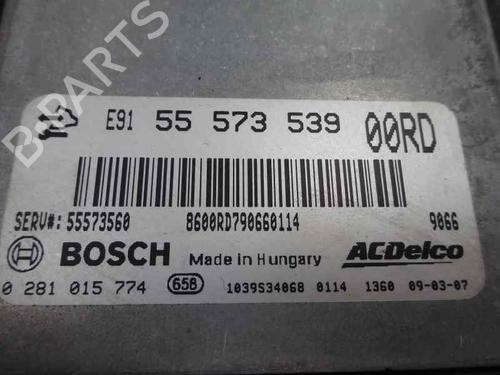 E91 55 573 539 00RD
SERV#: 55573560 8600RD790660114 9066
BOSCH Made in Hungary ACDelco
0 281 015 774 658 1039S34068 0114 1360 09-03-07
B-PARTS